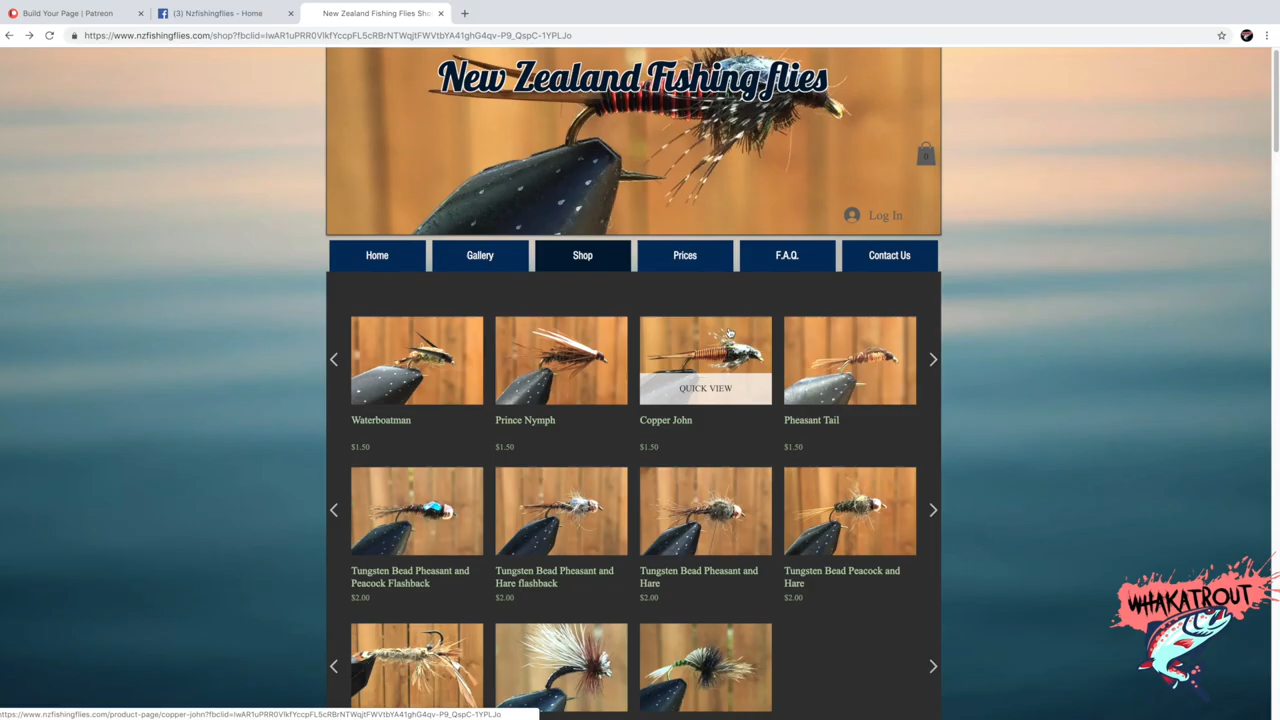 Build Your Page | Patreon
(3) Nzfishingflies - Home
New Zealand Fishing Flies Sho
https://www.nzfishingflies.com/shop?fbclid=IwAR1uPRR0VlkfYccpFL5cRBrNTWqjtFWVtbYA41ghG4qv-P9_QspC-1YPLJo
New Zealand Fishing flies
0
Log In
Home
Gallery
Shop
Prices
F.A.Q.
Contact Us
QUICK VIEW
Waterboatman
Prince Nymph
Copper John
Pheasant Tail
$1.50
$1.50
$1.50
$1.50
Tungsten Bead Pheasant and
Peacock Flashback
Tungsten Bead Pheasant and
Hare flashback
Tungsten Bead Pheasant and
Hare
Tungsten Bead Peacock and
Hare
$2.00
$2.00
$2.00
$2.00
WHAKATROUT
https://www.nzfishingflies.com/product-page/copper-john?fbclid=IwAR1uPRR0VlkfYccpFL5cRBrNTWqjtFWVtbYA41ghG4qv-P9_QspC-1YPLJo